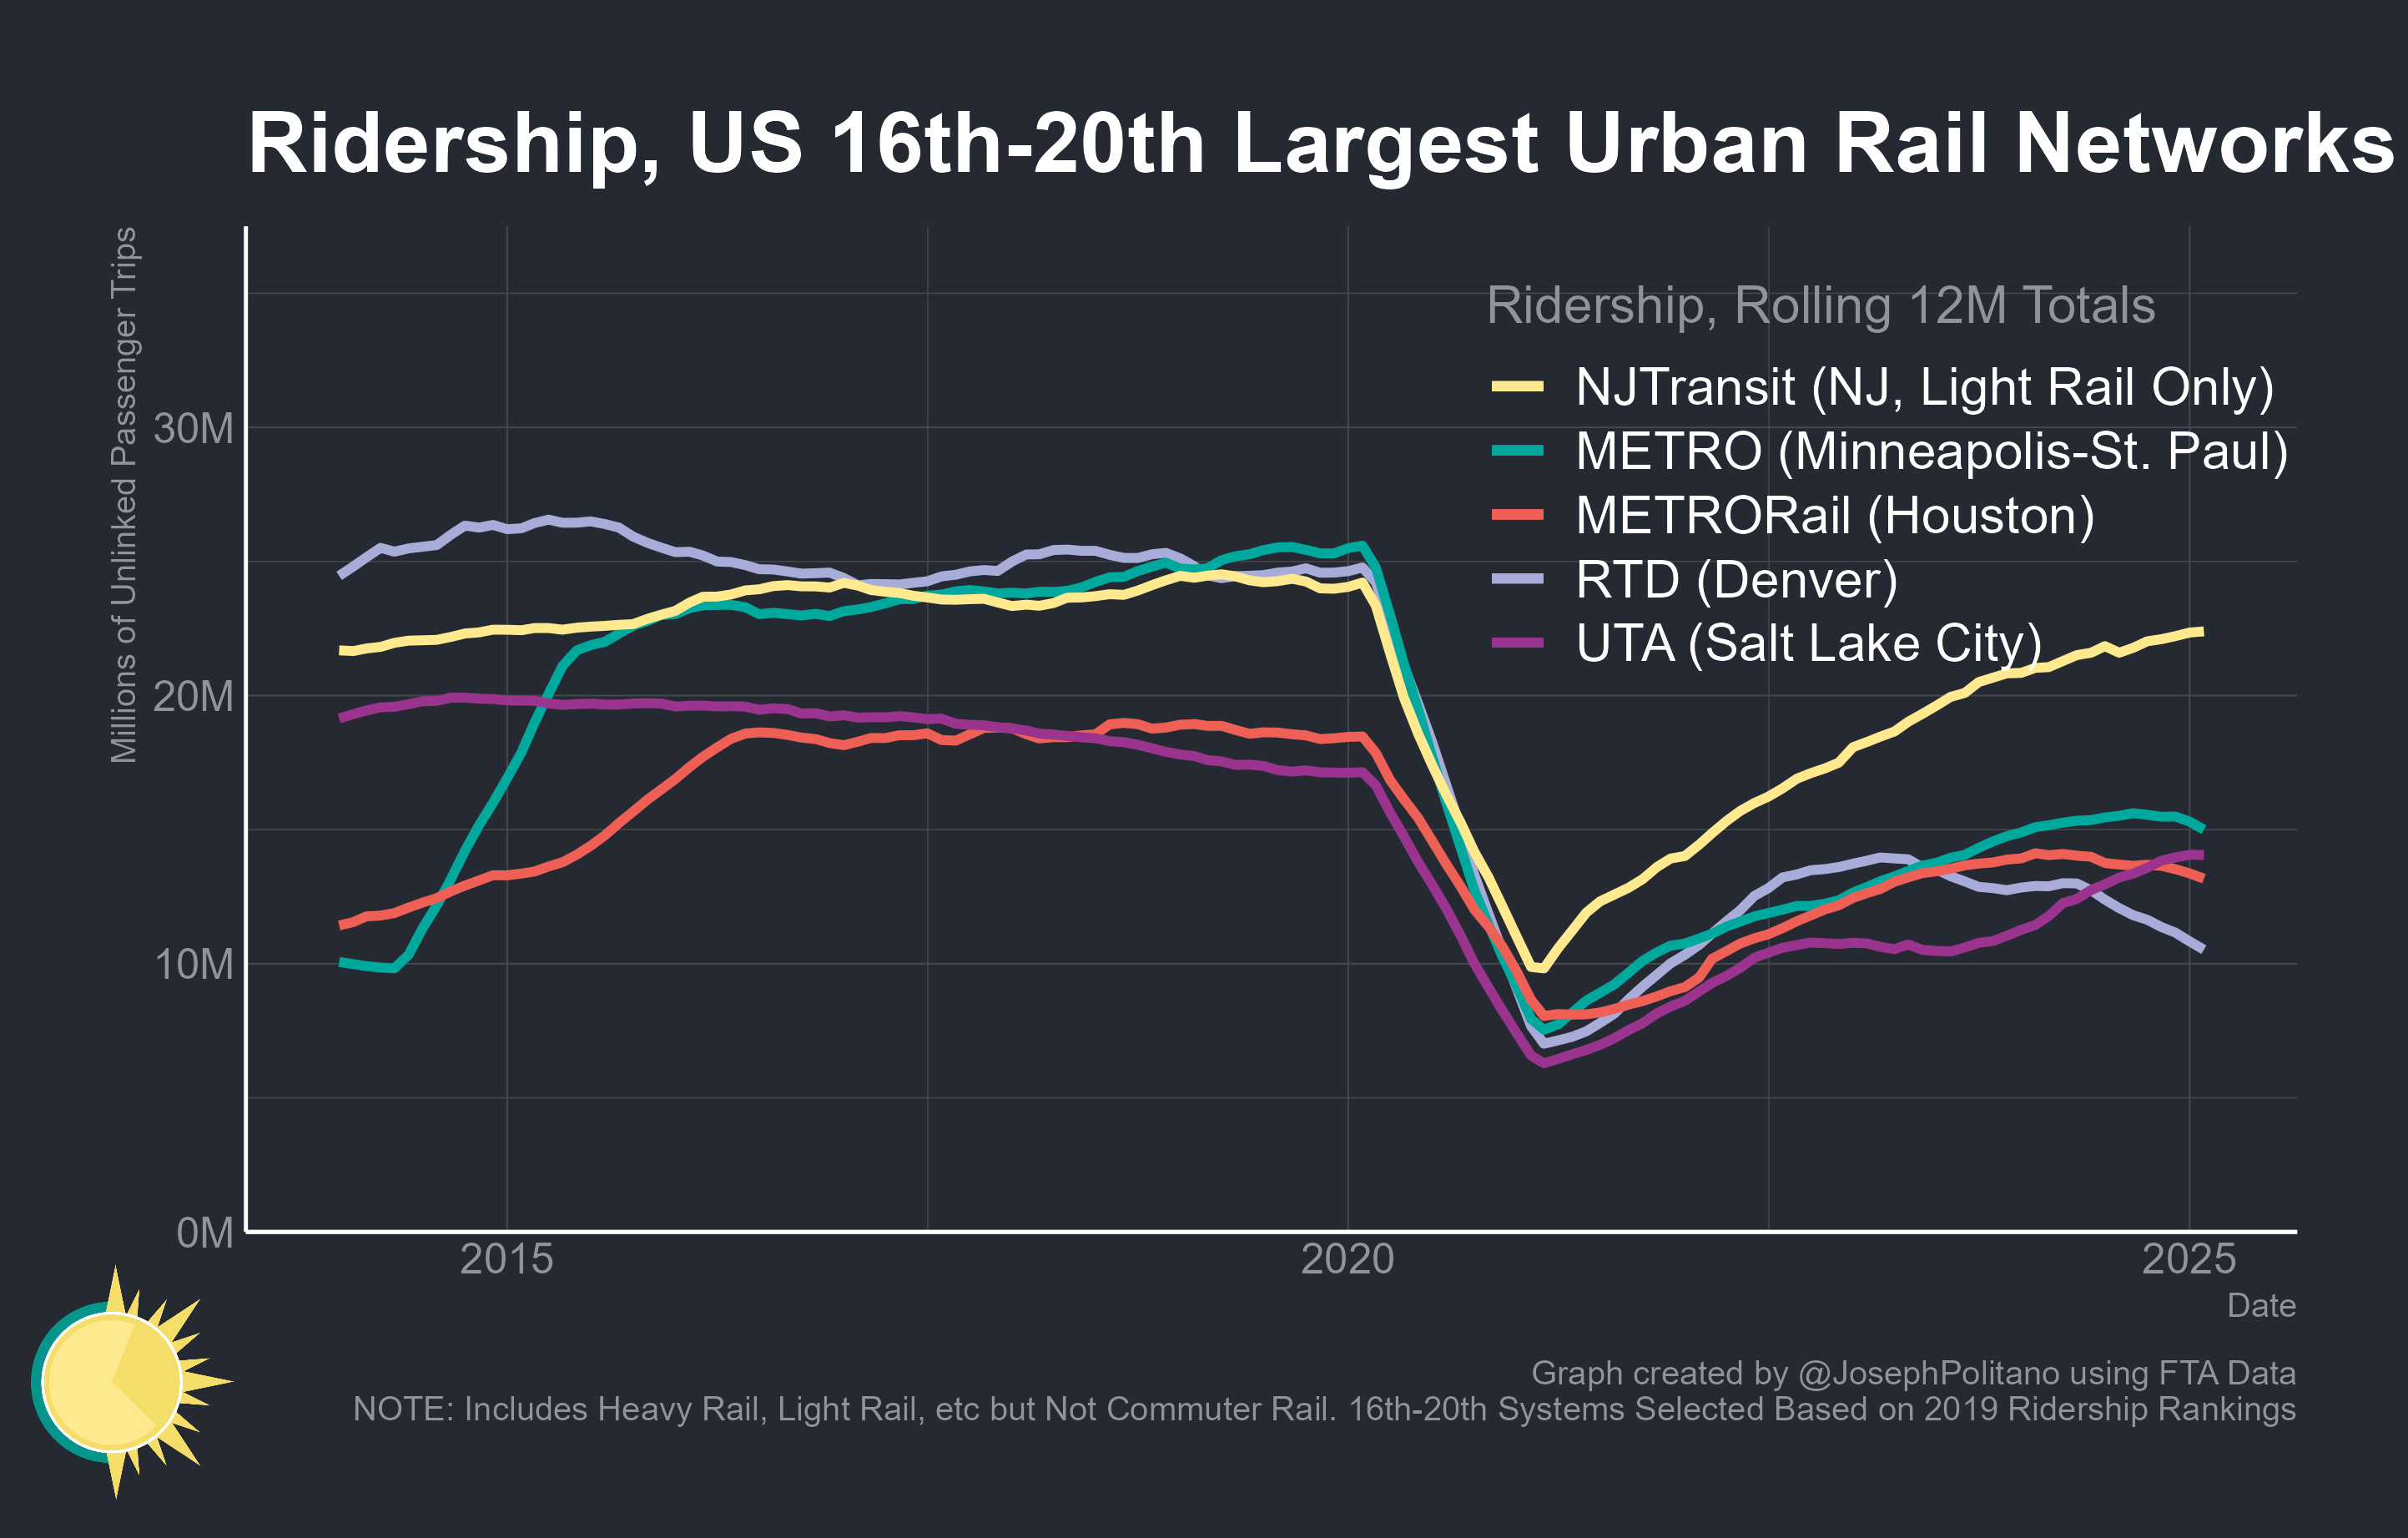 Ridership, US 16th-20th Largest Urban Rail Networks
Millions of Unlinked Passenger Trips
30M
20M
10M
0M
Ridership, Rolling 12M Totals
NJTransit (NJ, Light Rail Only)
METRO (Minneapolis-St. Paul)
METRORail (Houston)
RTD (Denver)
UTA (Salt Lake City)
2015
2020
2025
Date
Graph created by @JosephPolitano using FTA Data
NOTE: Includes Heavy Rail, Light Rail, etc but Not Commuter Rail. 16th-20th Systems Selected Based on 2019 Ridership Rankings